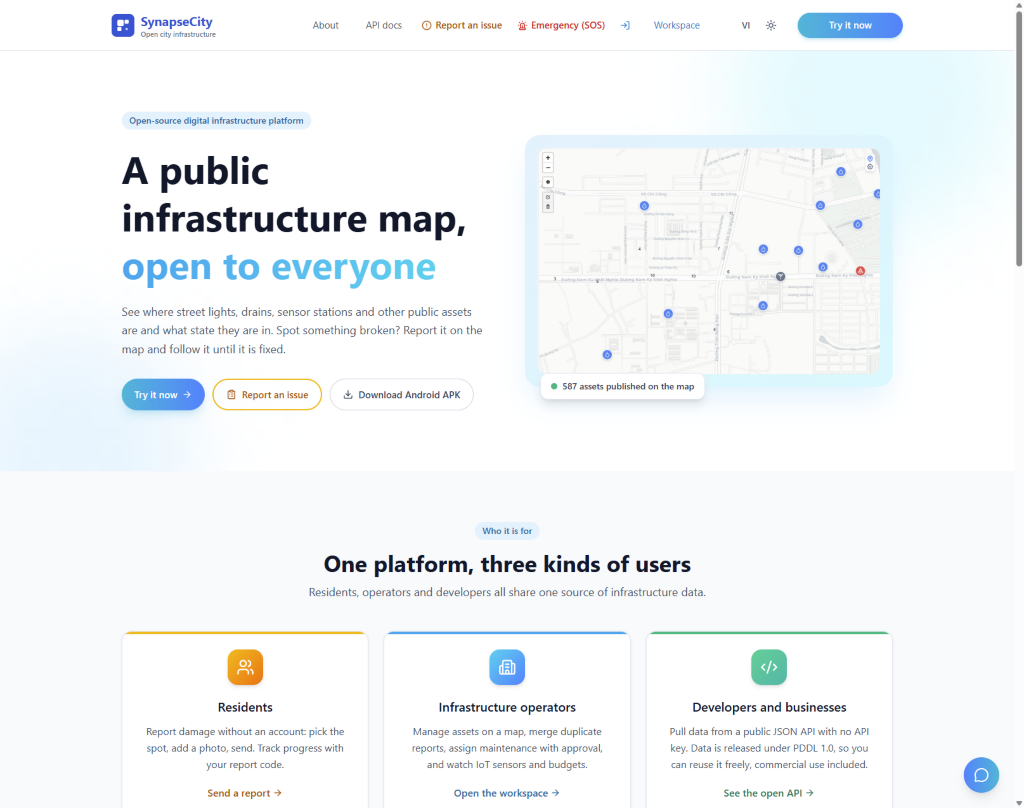 SynapseCity
Open city infrastructure
About
API docs
Report an issue
Emergency (SOS)
Workspace
VI
Try it now
Open-source digital infrastructure platform
A public
infrastructure map,
open to everyone
See where street lights, drains, sensor stations and other public assets
are and what state they are in. Spot something broken? Report it on the
map and follow it until it is fixed.
Try it now
Report an issue
Download Android APK
587 assets published on the map
Who it is for
One platform, three kinds of users
Residents, operators and developers all share one source of infrastructure data.
Residents
Report damage without an account: pick the
spot, add a photo, send. Track progress with
your report code.
Send a report
Infrastructure operators
Manage assets on a map, merge duplicate
reports, assign maintenance with approval,
and watch IoT sensors and budgets.
Open the workspace
Developers and businesses
Pull data from a public JSON API with no API
key. Data is released under PDDL 1.0, so you
can reuse it freely, commercial use included.
See the open API